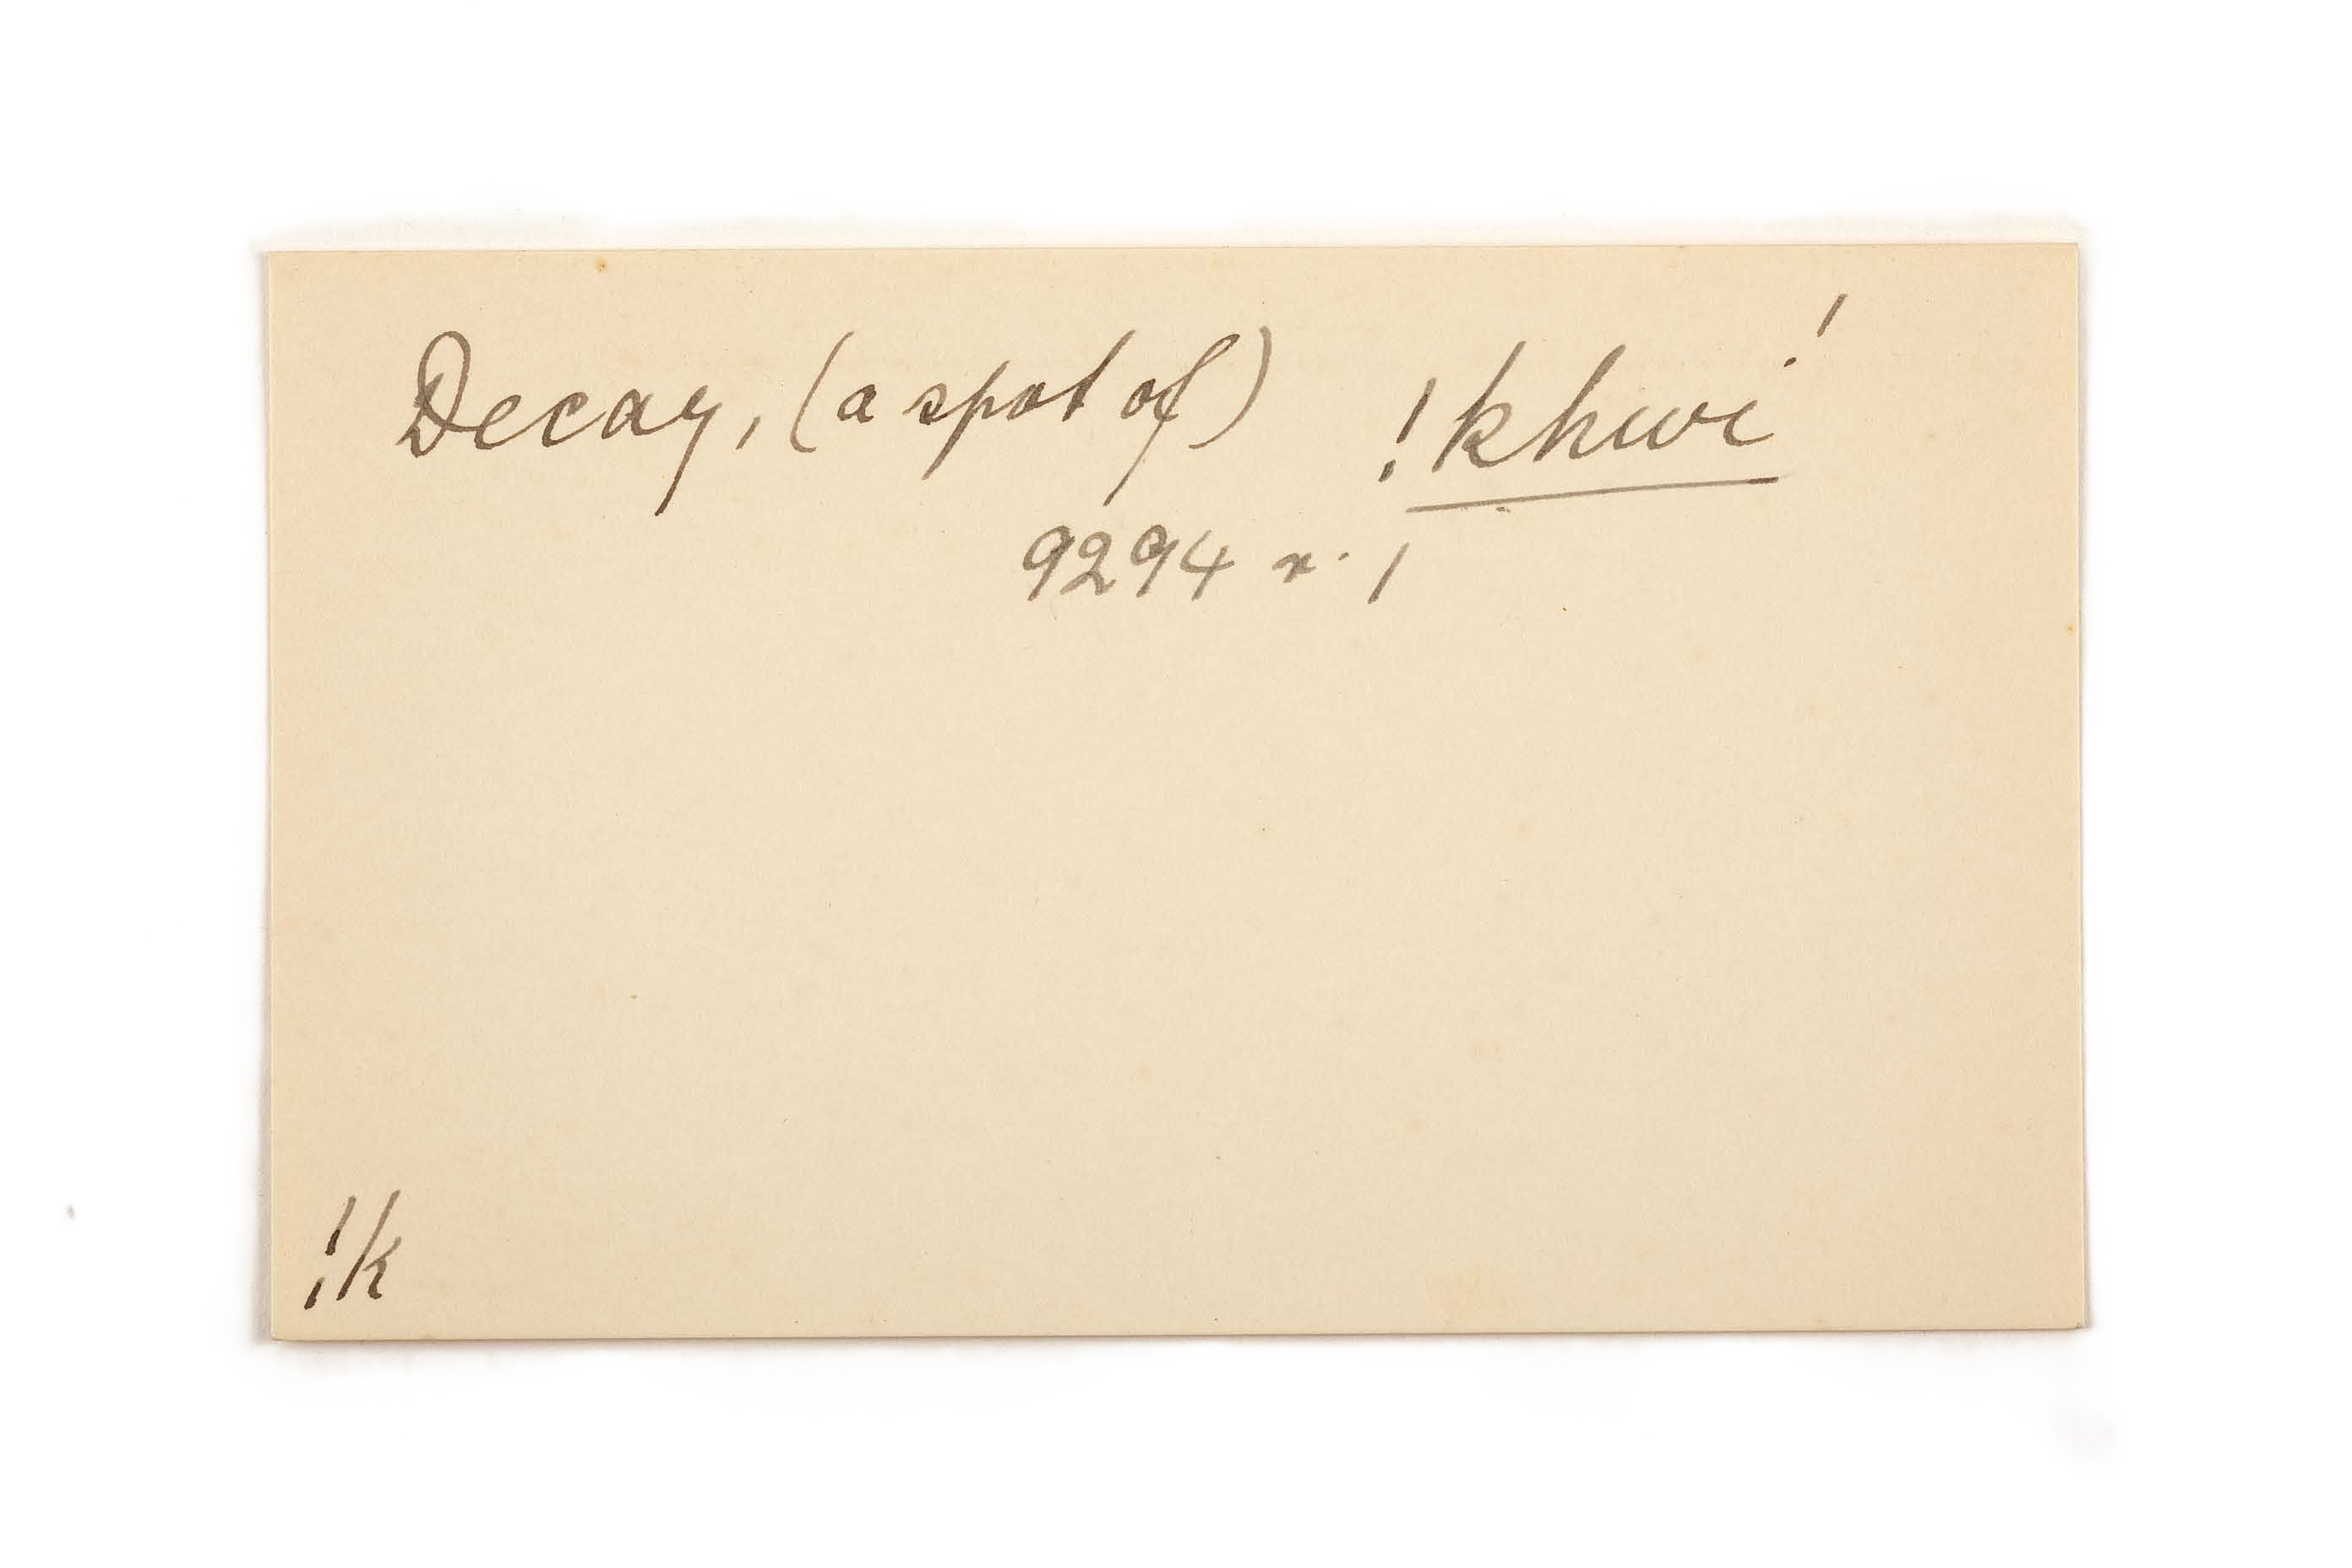 Decay, (a spot of) !khwi'
9294 r. 1
!k